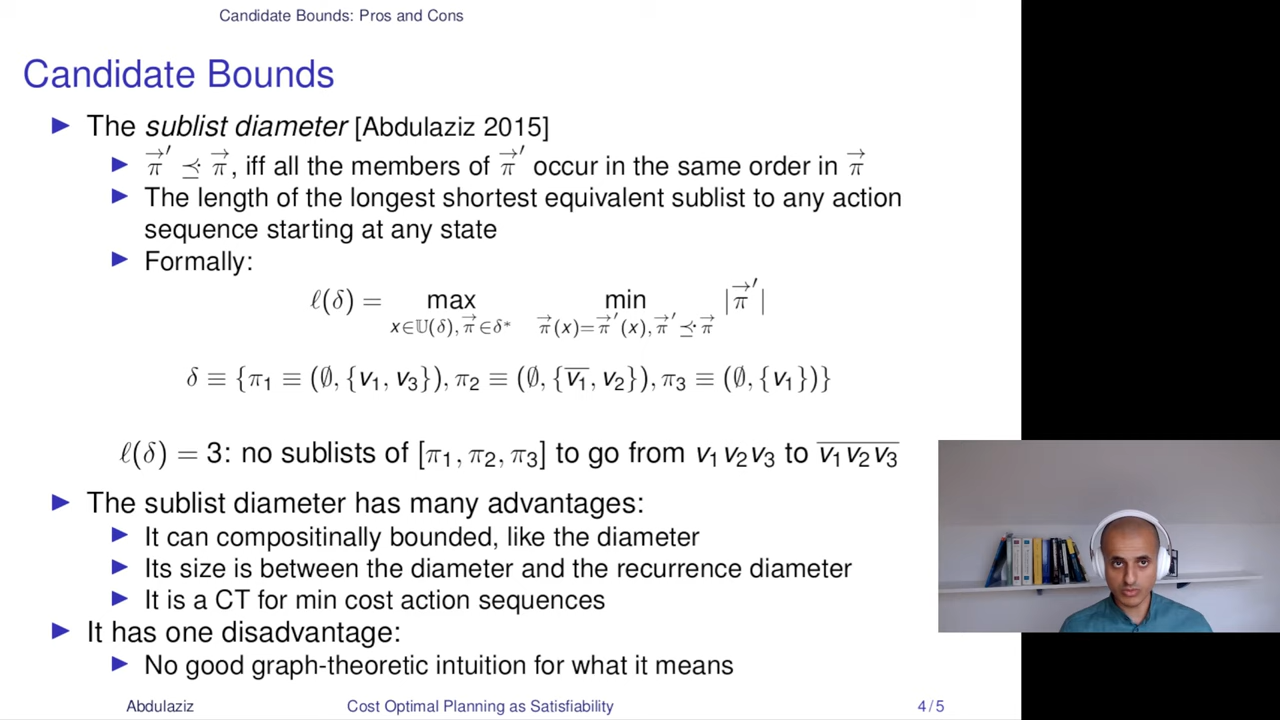 Candidate Bounds: Pros and Cons
Candidate Bounds
▶ The sublist diameter [Abdulaziz 2015]
▶ π⃗′ ⪯· π⃗, iff all the members of π⃗′ occur in the same order in π⃗
▶ The length of the longest shortest equivalent sublist to any action
sequence starting at any state
▶ Formally:
ℓ(δ) = max min |π⃗′|
x∈𝕌(δ),π⃗∈δ* π⃗(x)=π⃗′(x),π⃗′⪯·π⃗
δ ≡ {π₁ ≡ (∅, {v₁, v₃}), π₂ ≡ (∅, {v̅₁, v₂}), π₃ ≡ (∅, {v₁})}
ℓ(δ) = 3: no sublists of [π₁, π₂, π₃] to go from v₁v₂v₃ to v̅₁v̅₂v̅₃
▶ The sublist diameter has many advantages:
▶ It can compositinally bounded, like the diameter
▶ Its size is between the diameter and the recurrence diameter
▶ It is a CT for min cost action sequences
▶ It has one disadvantage:
▶ No good graph-theoretic intuition for what it means
Abdulaziz Cost Optimal Planning as Satisfiability 4/5